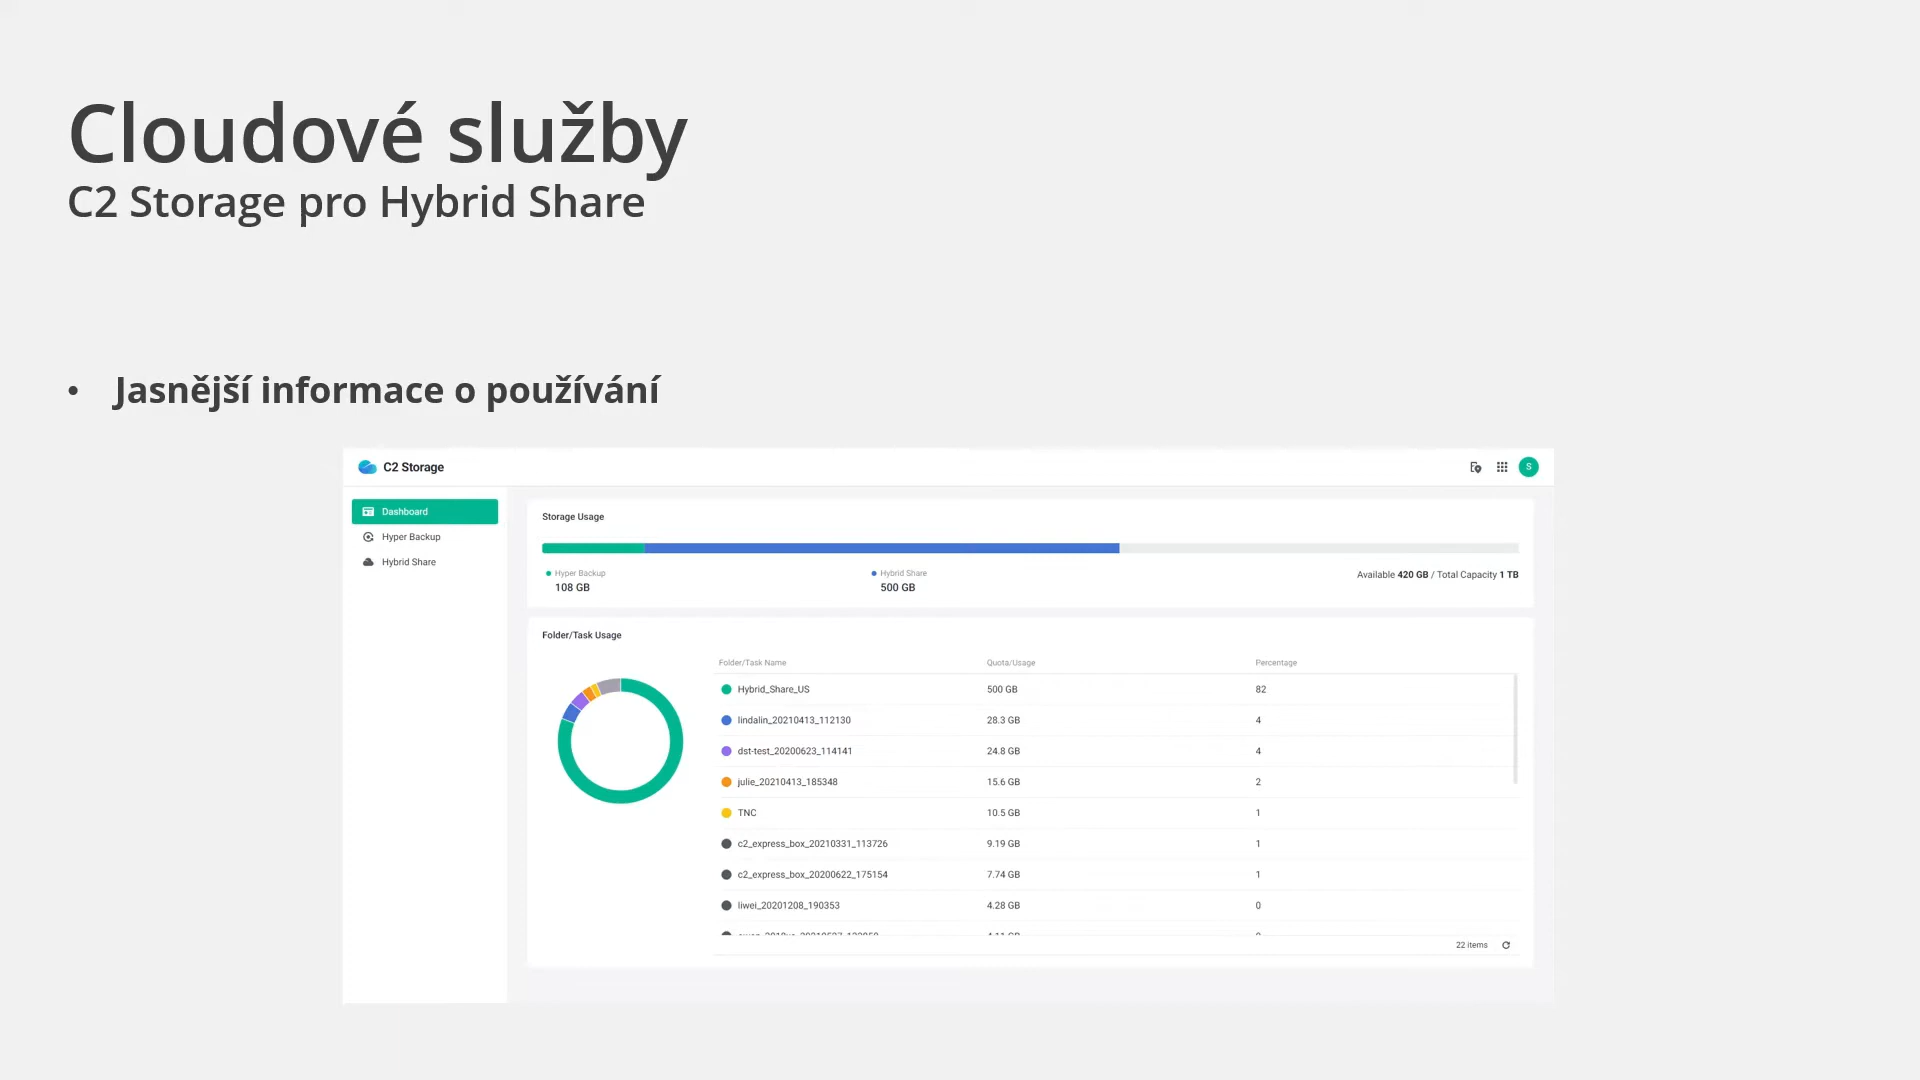 Cloudové služby
C2 Storage pro Hybrid Share
• Jasnější informace o používání
C2 Storage
S
Dashboard
Hyper Backup
Hybrid Share
Storage Usage
Hyper Backup
108 GB
Hybrid Share
500 GB
Available 420 GB / Total Capacity 1 TB
Folder/Task Usage
Folder/Task Name Quota/Usage Percentage
Hybrid_Share_US 500 GB 82
lindalin_20210413_112130 28.3 GB 4
dst-test_20200623_114141 24.8 GB 4
julie_20210413_185348 15.6 GB 2
TNC 10.5 GB 1
c2_express_box_20210331_113726 9.19 GB 1
c2_express_box_20200622_175154 7.74 GB 1
liwei_20201208_190353 4.28 GB 0
22 items